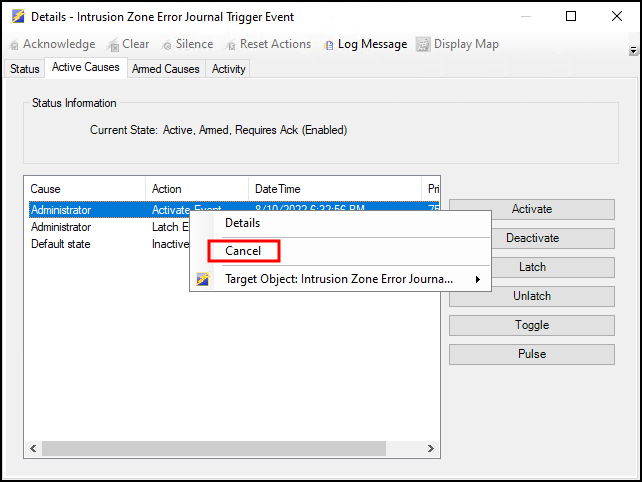 Details - Intrusion Zone Error Journal Trigger Event
Acknowledge Clear Silence Reset Actions Log Message Display Map
Status Active Causes Armed Causes Activity
Status Information
Current State: Active, Armed, Requires Ack (Enabled)
Cause Action Date Time Pri
Administrator Activate Event 8/10/2022 6:32:56 PM 75
Administrator Latch E
Default state Inactive
Details
Cancel
Target Object: Intrusion Zone Error Journa...
Activate
Deactivate
Latch
Unlatch
Toggle
Pulse